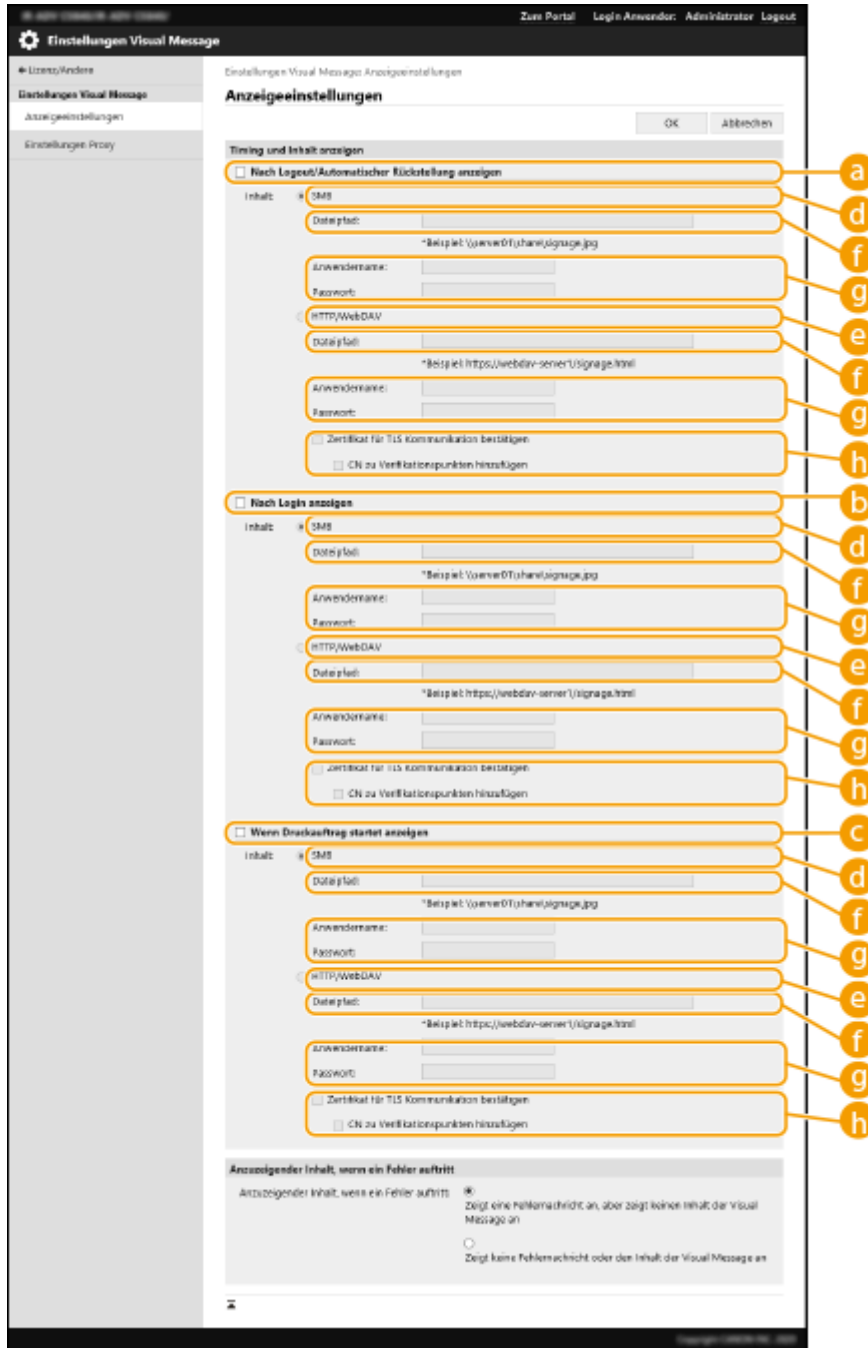 Zum Portal Login Anwender: Administrator Logout
Einstellungen Visual Message
Lizenz/Andere
Einstellungen Visual Message
Anzeigeeinstellungen
Einstellungen Proxy
Einstellungen Visual Message: Anzeigeeinstellungen
Anzeigeeinstellungen
OK Abbrechen
Timing und Inhalt anzeigen
Nach Logout/Automatischer Rückstellung anzeigen a
Inhalt: SMB d
Dateipfad: f
*Beispiel: \\server01\share\signage.jpg
Anwendername:
g
Passwort:
HTTP/WebDAV e
Dateipfad: f
*Beispiel: https://webdav-server1/signage.html
Anwendername:
g
Passwort:
Zertifikat für TLS Kommunikation bestätigen
h
CN zu Verifikationspunkten hinzufügen
Nach Login anzeigen b
Inhalt: SMB d
Dateipfad: f
*Beispiel: \\server01\share\signage.jpg
Anwendername:
g
Passwort:
HTTP/WebDAV e
Dateipfad: f
*Beispiel: https://webdav-server1/signage.html
Anwendername:
g
Passwort:
Zertifikat für TLS Kommunikation bestätigen
h
CN zu Verifikationspunkten hinzufügen
Wenn Druckauftrag startet anzeigen c
Inhalt: SMB d
Dateipfad: f
*Beispiel: \\server01\share\signage.jpg
Anwendername:
g
Passwort:
HTTP/WebDAV e
Dateipfad: f
*Beispiel: https://webdav-server1/signage.html
Anwendername:
g
Passwort:
Zertifikat für TLS Kommunikation bestätigen
h
CN zu Verifikationspunkten hinzufügen
Anzuzeigender Inhalt, wenn ein Fehler auftritt
Anzuzeigender Inhalt, wenn ein Fehler auftritt:
Zeigt eine Fehlernachricht an, aber zeigt keinen Inhalt der Visual
Message an
Zeigt keine Fehlernachricht oder den Inhalt der Visual Message an